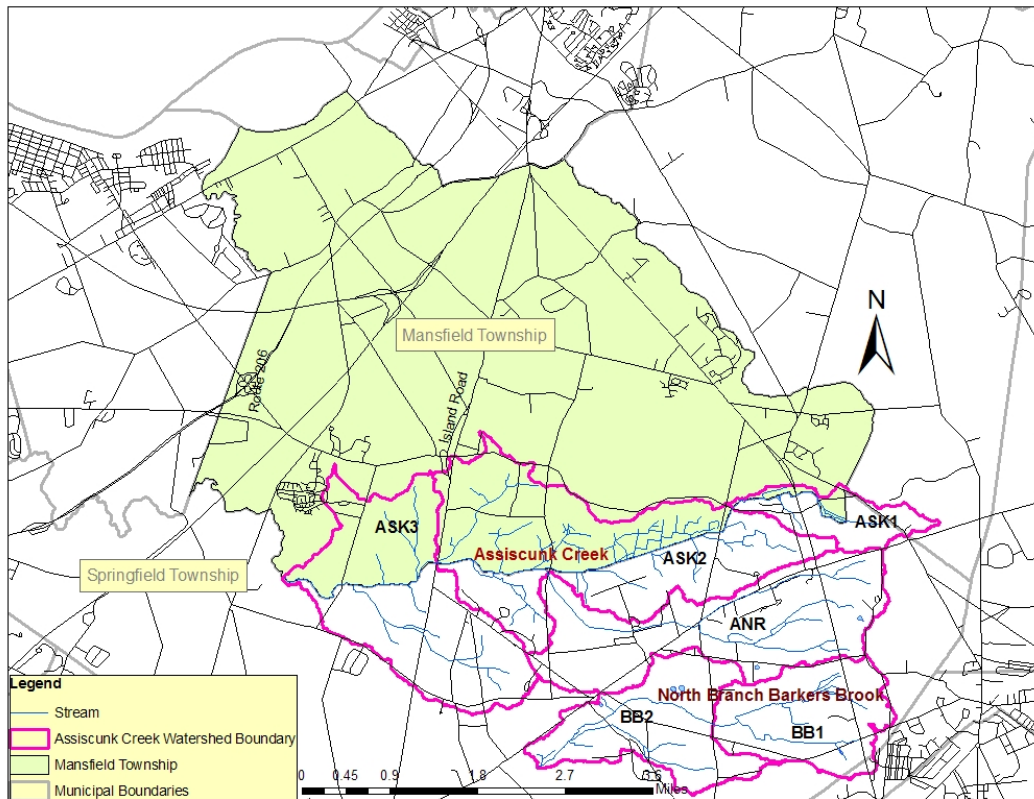 N
Mansfield Township
Route 206
Island Road
ASK3
ASK1
Assiscunk Creek
ASK2
Springfield Township
ANR
North Branch Barkers Brook
BB2
BB1
Legend
Stream
Assiscunk Creek Watershed Boundary
Mansfield Township
Municipal Boundaries
0 0.45 0.9 1.8 2.7 3.6
Miles